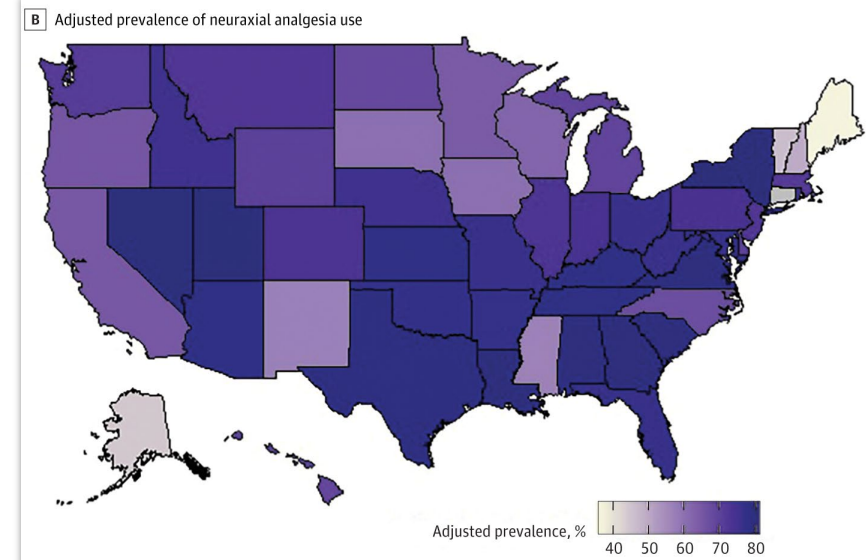 B Adjusted prevalence of neuraxial analgesia use
Adjusted prevalence, %
40 50 60 70 80